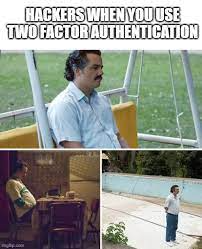 HACKERS WHEN YOU USE
TWO FACTOR AUTHENTICATION
imgflip.com